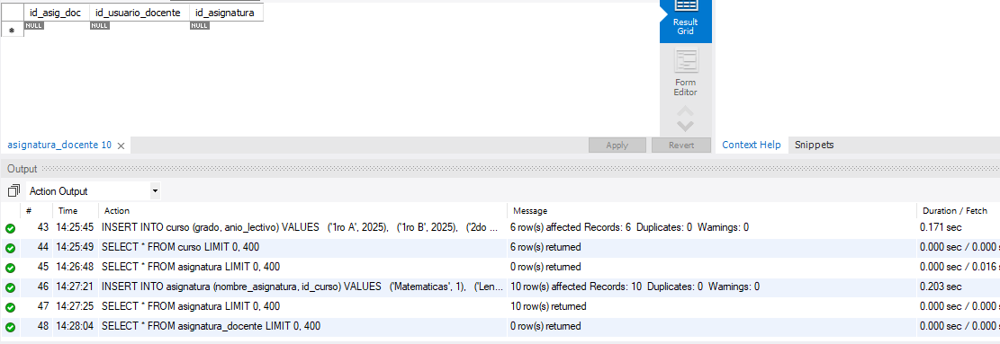 id_asig_doc id_usuario_docente id_asignatura
NULL NULL NULL
Result
Grid
Form
Editor
asignatura_docente 10 Apply Revert Context Help Snippets
Output
Action Output
# Time Action Message Duration / Fetch
43 14:25:45 INSERT INTO curso (grado, anio_lectivo) VALUES ('1ro A', 2025), ('1ro B', 2025), ('2do ... 6 row(s) affected Records: 6 Duplicates: 0 Warnings: 0 0.171 sec
44 14:25:49 SELECT * FROM curso LIMIT 0, 400 6 row(s) returned 0.000 sec / 0.000 s
45 14:26:48 SELECT * FROM asignatura LIMIT 0, 400 0 row(s) returned 0.000 sec / 0.016 s
46 14:27:21 INSERT INTO asignatura (nombre_asignatura, id_curso) VALUES ('Matematicas', 1), ('Len... 10 row(s) affected Records: 10 Duplicates: 0 Warnings: 0 0.203 sec
47 14:27:25 SELECT * FROM asignatura LIMIT 0, 400 10 row(s) returned 0.000 sec / 0.000 s
48 14:28:04 SELECT * FROM asignatura_docente LIMIT 0, 400 0 row(s) returned 0.000 sec / 0.000 s